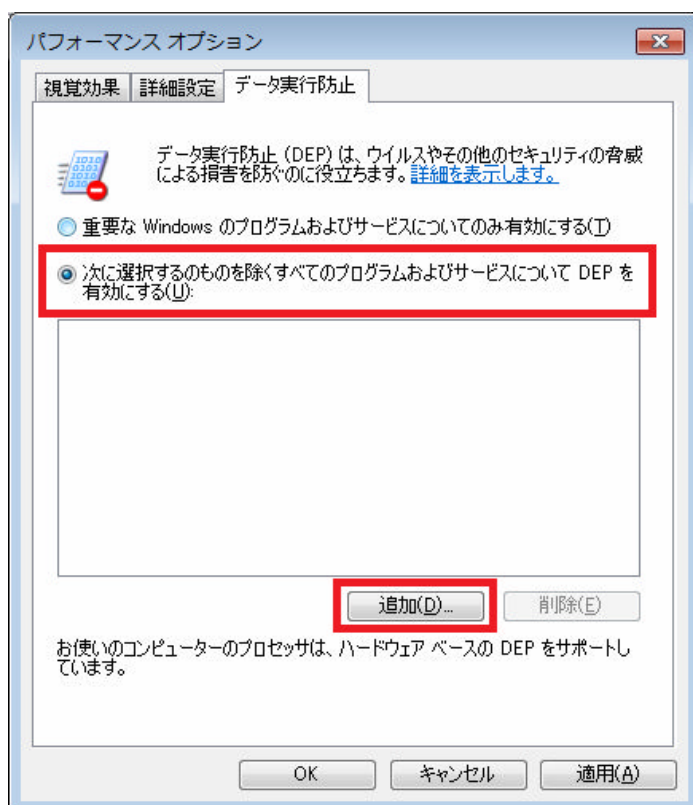 パフォーマンス オプション
視覚効果 詳細設定 データ実行防止
データ実行防止 (DEP) は、ウイルスやその他のセキュリティの脅威
による損害を防ぐのに役立ちます。詳細を表示します。
重要な Windows のプログラムおよびサービスについてのみ有効にする(T)
次に選択するのものを除くすべてのプログラムおよびサービスについて DEP を
有効にする(U):
追加(D)... 削除(E)
お使いのコンピューターのプロセッサは、ハードウェア ベースの DEP をサポートし
ています。
OK キャンセル 適用(A)